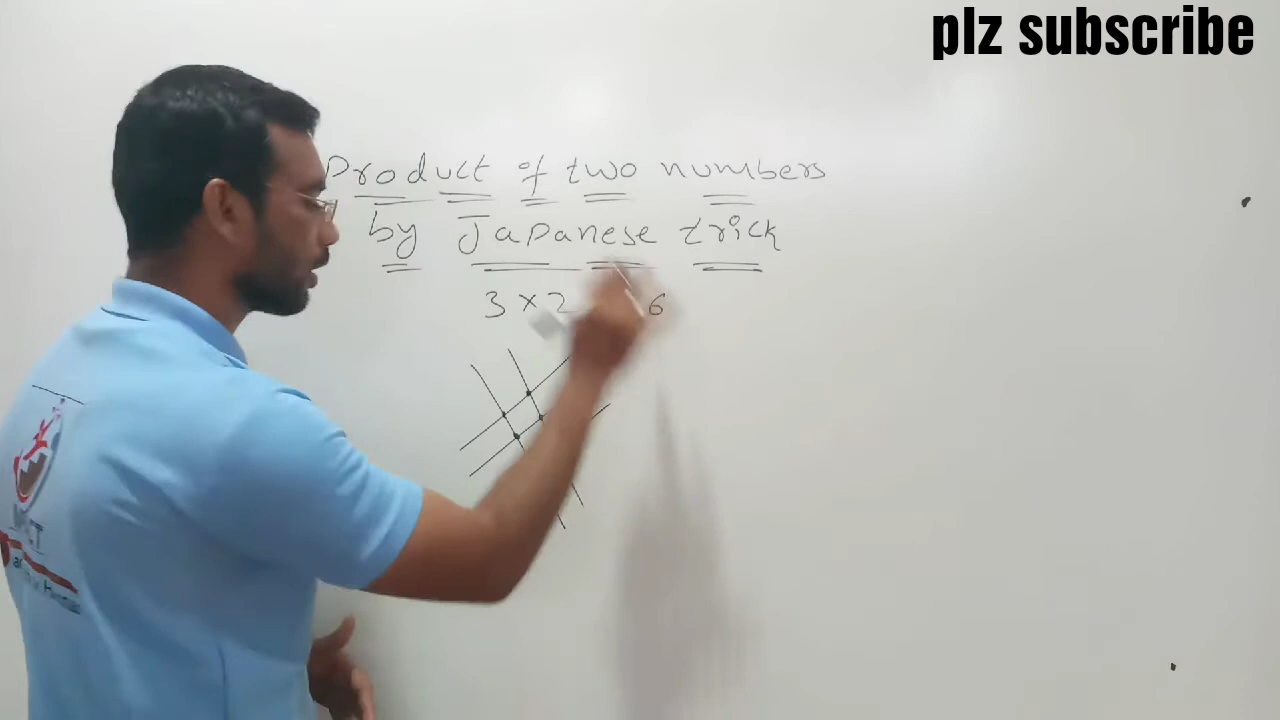 plz subscribe
Product of two numbers
by Japanese trick
3 × 2 6